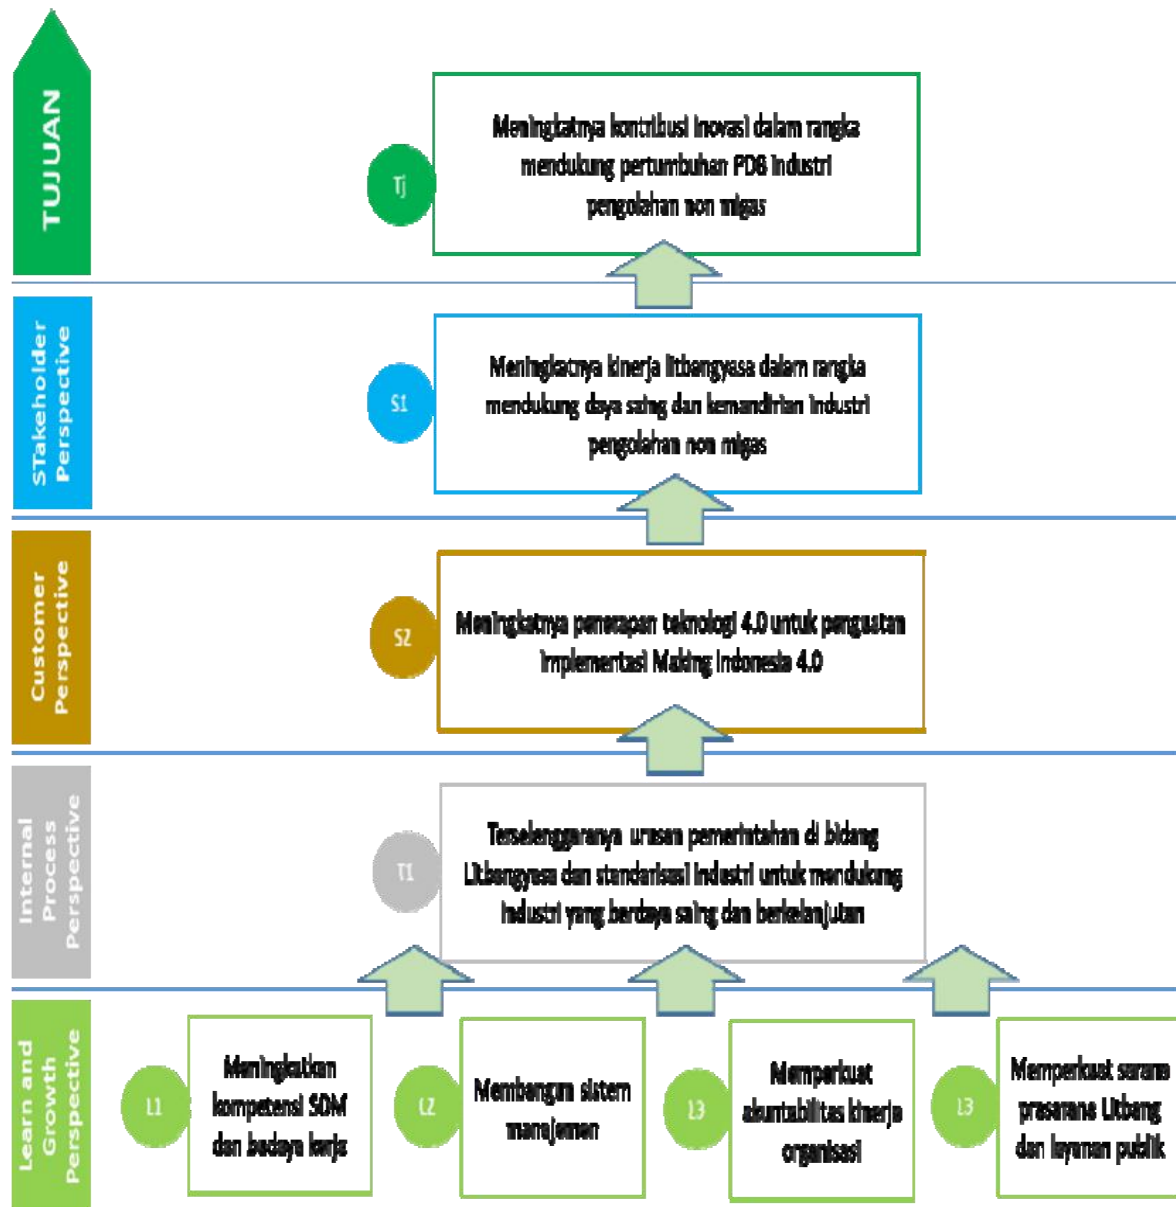 TUJUAN
Tj
Meningkatnya kontribusi inovasi dalam rangka
mendukung pertumbuhan PDB industri
pengolahan non migas
STakeholder
Perspective
S1
Meningkatnya kinerja litbangyasa dalam rangka
mendukung daya saing dan kemandirian industri
pengolahan non migas
Customer
Perspective
S2
Meningkatnya penerapan teknologi 4.0 untuk penguatan
implementasi Making Indonesia 4.0
Internal
Process
Perspective
T1
Terselenggaranya urusan pemerintahan di bidang
Litbangyasa dan standarisasi industri untuk mendukung
industri yang berdaya saing dan berkelanjutan
Learn and
Growth
Perspective
L1
Meningkatkan
kompetensi SDM
dan budaya kerja
L2
Membangun sistem
manajemen
L3
Memperkuat
akuntabilitas kinerja
organisasi
L3
Memperkuat sarana
prasarana Litbang
dan layanan publik